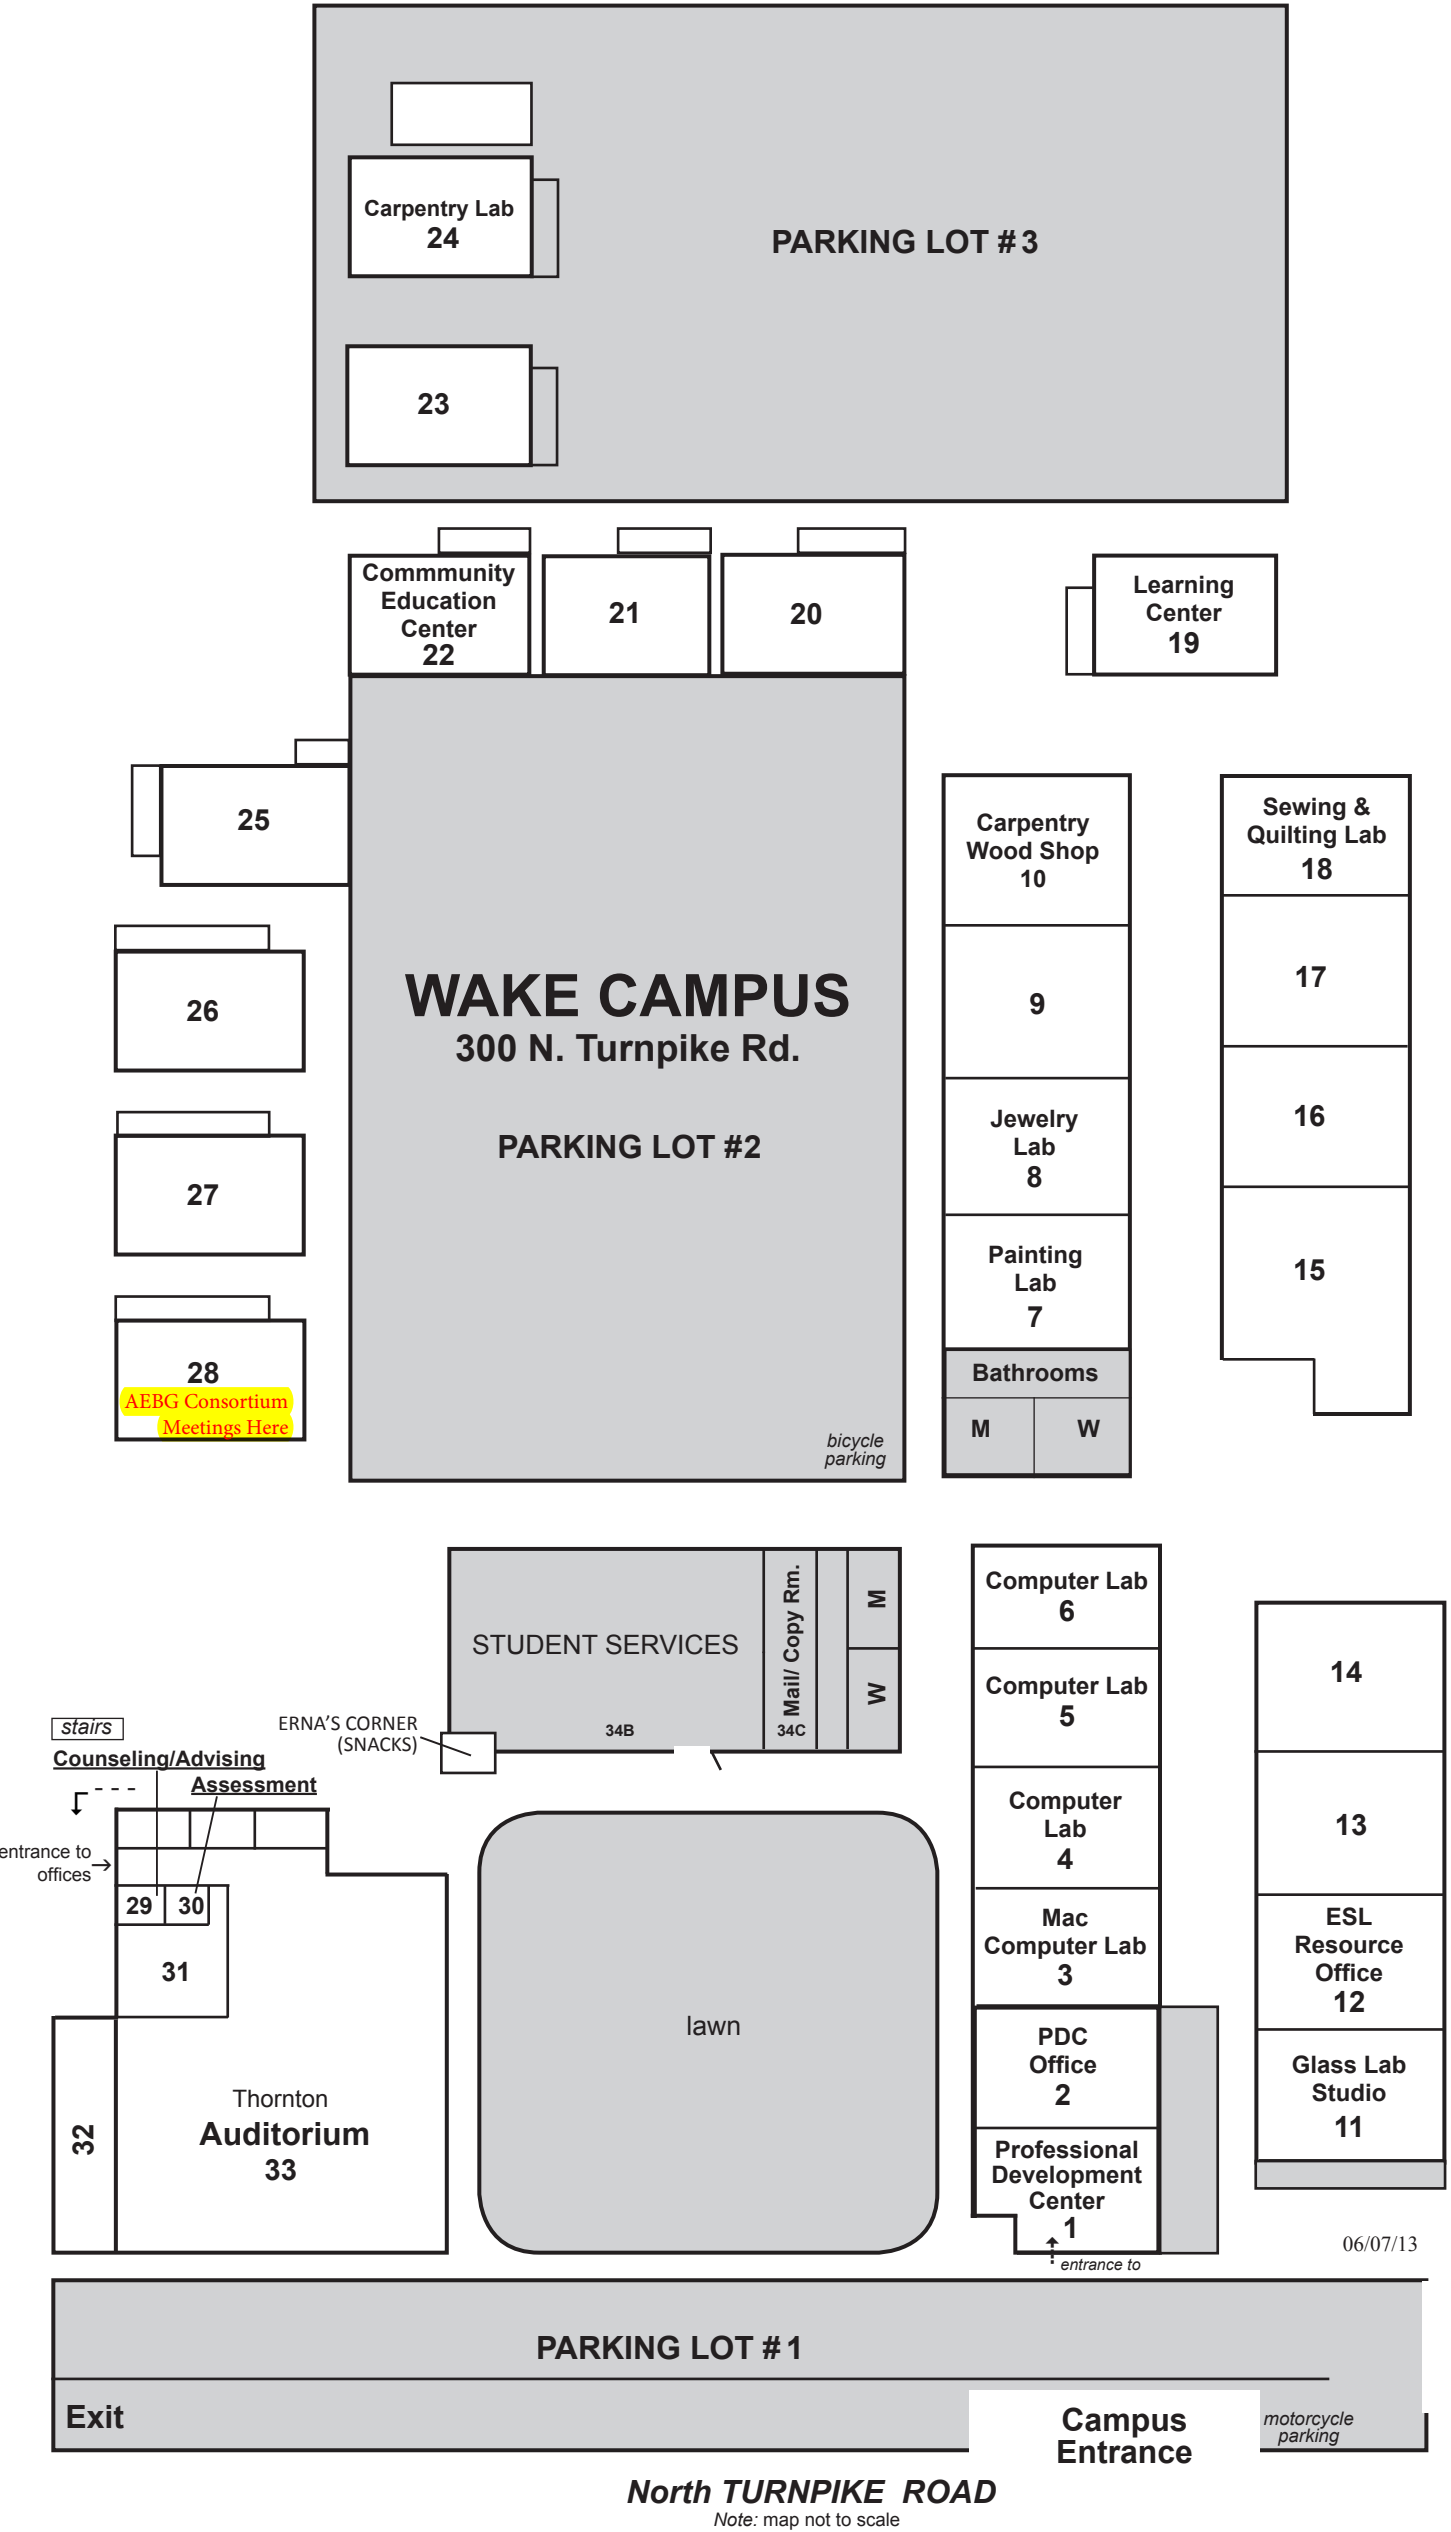 Carpentry Lab
24
PARKING LOT # 3
23
Commmunity
Education
Center
22
21
20
Learning
Center
19
25
Carpentry
Wood Shop
10
Sewing &
Quilting Lab
18
26
WAKE CAMPUS
300 N. Turnpike Rd.
PARKING LOT #2
9
17
Jewelry
Lab
8
16
27
Painting
Lab
7
15
28
AEBG Consortium
Meetings Here
bicycle
parking
Bathrooms
M
W
STUDENT SERVICES
34B
Mail/ Copy Rm.
34C
M
W
ERNA'S CORNER
(SNACKS)
Computer Lab
6
Computer Lab
5
Computer
Lab
4
Mac
Computer Lab
3
PDC
Office
2
Professional
Development
Center
1
entrance to
14
13
ESL
Resource
Office
12
Glass Lab
Studio
11
stairs
Counseling/Advising
Assessment
entrance to
offices
29
30
31
32
Thornton
Auditorium
33
lawn
06/07/13
PARKING LOT # 1
Exit
Campus
Entrance
motorcycle
parking
North TURNPIKE ROAD
Note: map not to scale